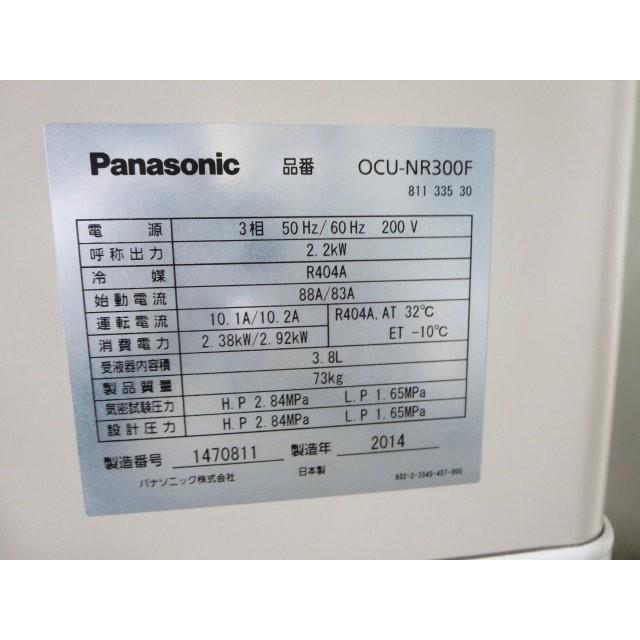 Panasonic 品番 OCU-NR300F
811 335 30
電源 3相 50Hz/60Hz 200V
呼称出力 2.2kW
冷媒 R404A
始動電流 88A/83A
運転電流 10.1A/10.2A R404A, AT 32℃
消費電力 2.38kW/2.92kW ET -10℃
受液器内容積 3.8L
製品質量 73kg
気密試験圧力 H.P 2.84MPa L.P 1.65MPa
設計圧力 H.P 2.84MPa L.P 1.65MPa
製造番号 1470811 製造年 2014
パナソニック株式会社 日本製 802-2-3345-457-000